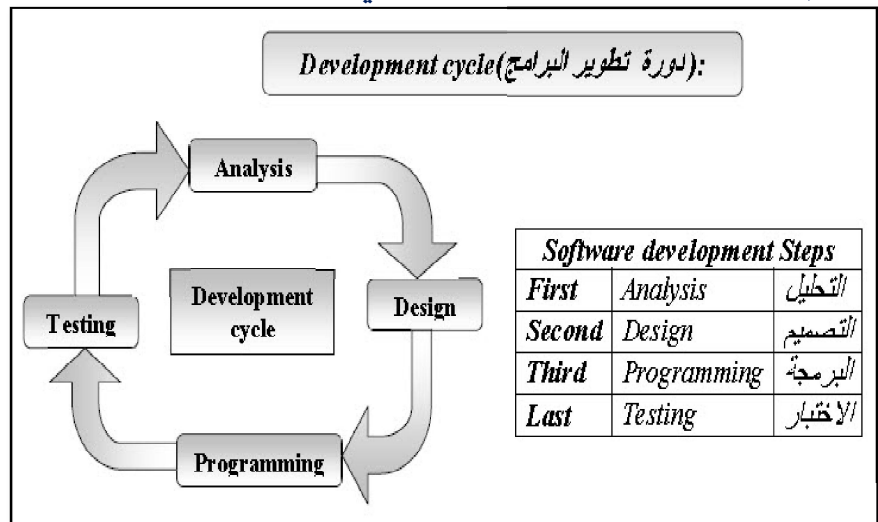 Development cycle(دورة تطوير البرامج):
Analysis
Design
Programming
Testing
Development
cycle
Software development Steps
First Analysis التحليل
Second Design التصميم
Third Programming البرمجة
Last Testing الاختبار